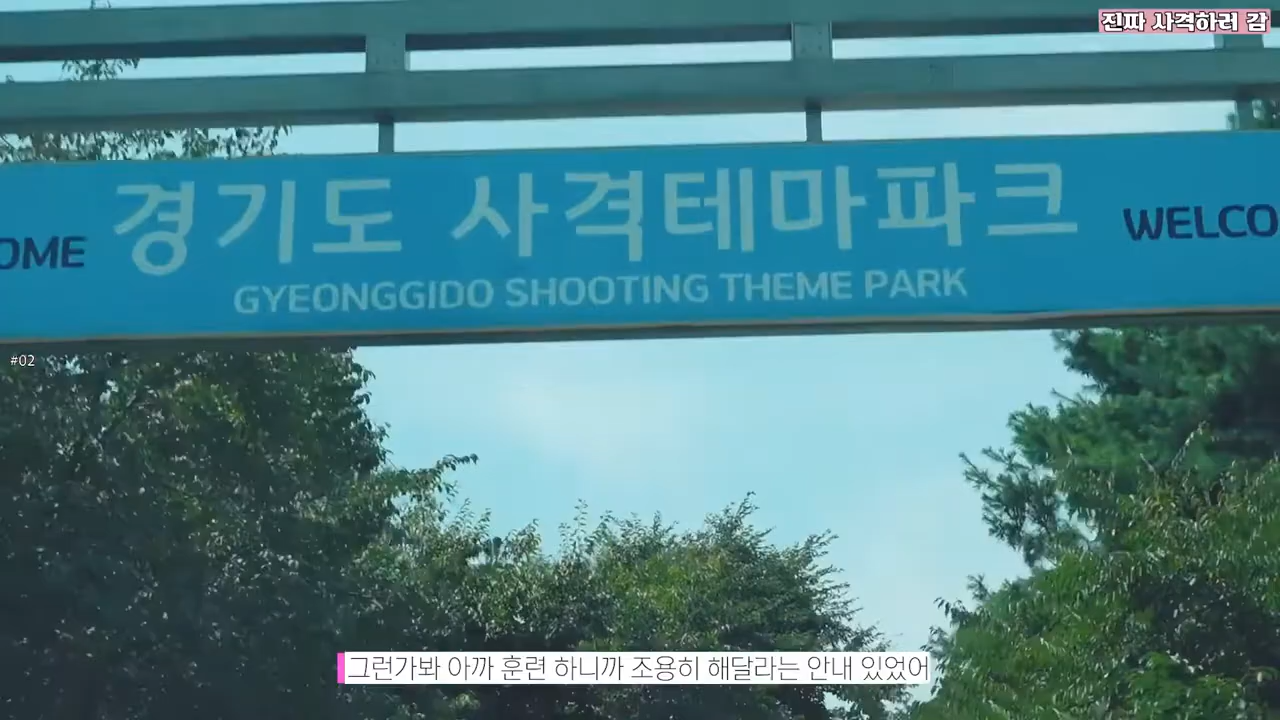 진짜 사격하러 감
OME 경기도 사격테마파크 WELCO
GYEONGGIDO SHOOTING THEME PARK
#02
그런가봐 아까 훈련 하니까 조용히 해달라는 안내 있었어